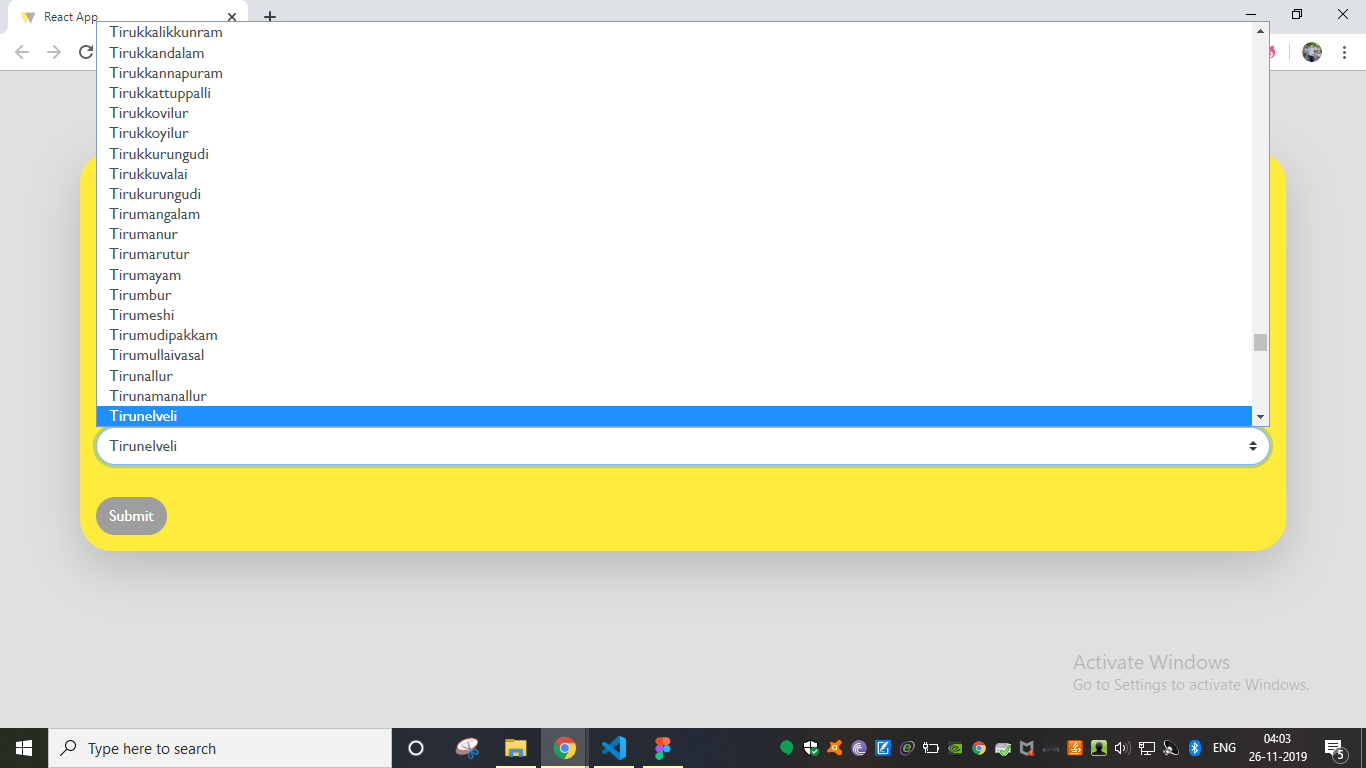 React App
Tirukkalikkunram
Tirukkandalam
Tirukkannapuram
Tirukkattuppalli
Tirukkovilur
Tirukkoyilur
Tirukkurungudi
Tirukkuvalai
Tirukurungudi
Tirumangalam
Tirumanur
Tirumarutur
Tirumayam
Tirumbur
Tirumeshi
Tirumudipakkam
Tirumullaivasal
Tirunallur
Tirunamanallur
Tirunelveli
Tirunelveli
Submit
Activate Windows
Go to Settings to activate Windows.
Type here to search
ENG
04:03
26-11-2019
5